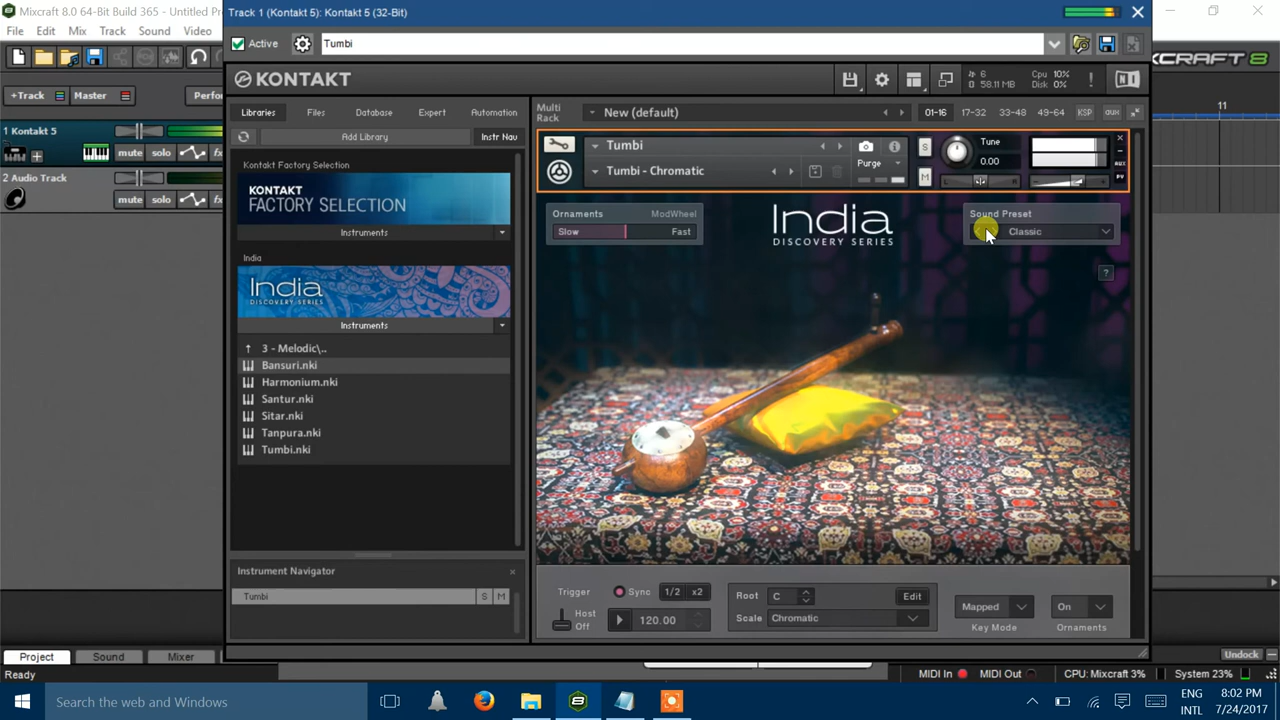 Mixcraft 8.0 64-Bit Build 365 - Untitled Pr
Track 1 (Kontakt 5): Kontakt 5 (32-Bit)
File Edit Mix Track Sound Video
Active
Tumbi
XCRAFT 8
KONTAKT
6
58.11 MB
Cpu 10%
Disk 0%
!
+Track Master Perfo
Libraries Files Database Expert Automation
Multi Rack
New (default)
01-16 17-32 33-48 49-64 KSP aux
11
1 Kontakt 5
Add Library
Instr Nav
mute solo fx
Kontakt Factory Selection
KONTAKT
FACTORY SELECTION
Instruments
2 Audio Track
mute solo fx
Tumbi
Tumbi - Chromatic
Purge
S
M
Tune
0.00
L R
- +
aux
PV
India
India
DISCOVERY SERIES
Instruments
3 - Melodic\..
Bansuri.nki
Harmonium.nki
Santur.nki
Sitar.nki
Tanpura.nki
Tumbi.nki
Ornaments ModWheel
Slow Fast
India
DISCOVERY SERIES
Sound Preset
Classic
?
Instrument Navigator
Tumbi S M
Trigger Sync 1/2 x2
Host
Off
120.00
Root C Edit
Scale Chromatic
Mapped
Key Mode
On
Ornaments
Project Sound Mixer
Undock
Ready
MIDI In MIDI Out CPU: Mixcraft 3% System 23%
Search the web and Windows
ENG
INTL
8:02 PM
7/24/2017